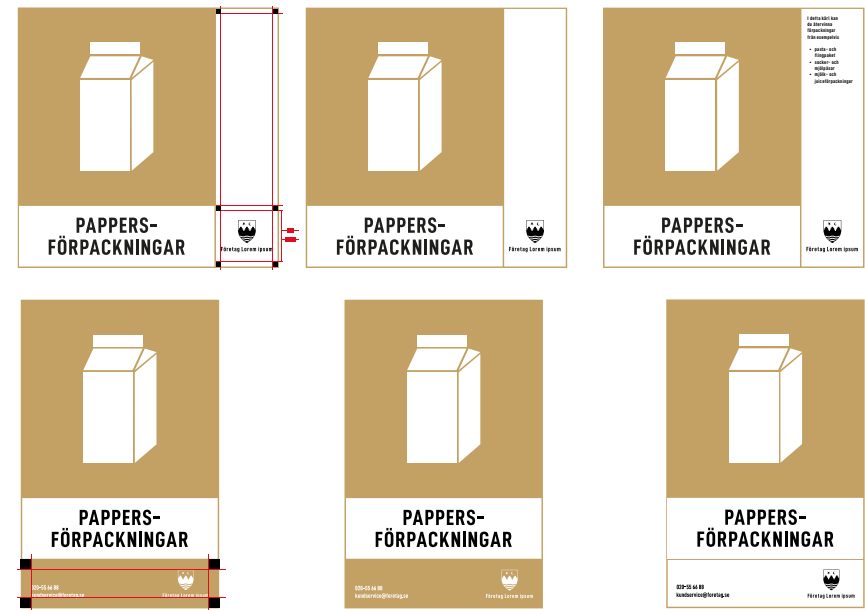 PAPPERS-
FÖRPACKNINGAR
Företag Lorem ipsum
PAPPERS-
FÖRPACKNINGAR
Företag Lorem ipsum
I detta kärl kan
du återvinna
förpackningar
från exempelvis
• pasta- och
flingpaket
• socker- och
mjölpåsar
• mjölk- och
juiceförpackningar
PAPPERS-
FÖRPACKNINGAR
Företag Lorem ipsum
PAPPERS-
FÖRPACKNINGAR
020-55 66 88
kundservice@foretag.se
Företag Lorem ipsum
PAPPERS-
FÖRPACKNINGAR
020-55 66 88
kundservice@foretag.se
Företag Lorem ipsum
PAPPERS-
FÖRPACKNINGAR
020-55 66 88
kundservice@foretag.se
Företag Lorem ipsum